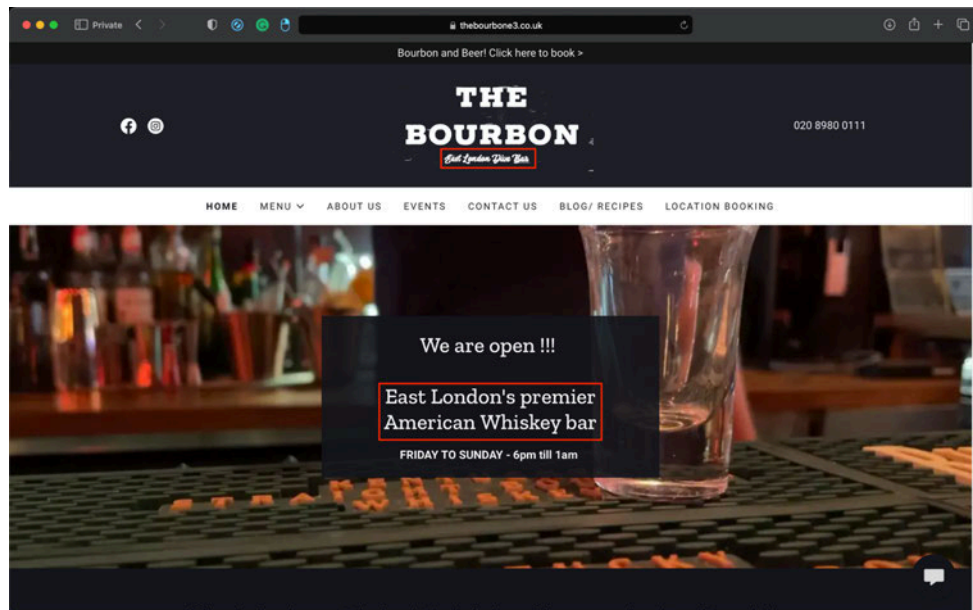 Private
thebourbone3.co.uk
Bourbon and Beer! Click here to book >
THE
BOURBON
East London Dive Bar
020 8980 0111
HOME MENU ABOUT US EVENTS CONTACT US BLOG/ RECIPES LOCATION BOOKING
We are open !!!
East London's premier
American Whiskey bar
FRIDAY TO SUNDAY - 6pm till 1am